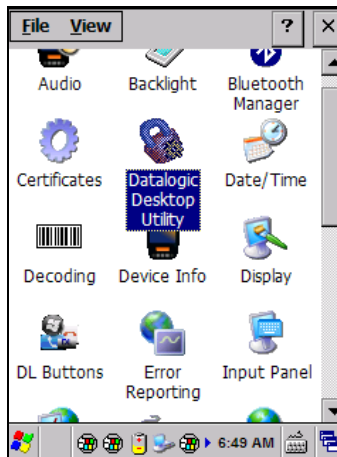 File View ? ×
Audio Backlight Bluetooth
Manager
Certificates Datalogic Date/Time
Desktop
Utility
Decoding Device Info Display
DL Buttons Error Input Panel
Reporting
6:49 AM